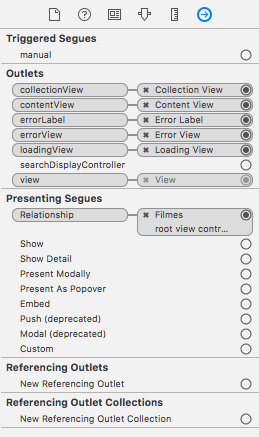 Triggered Segues
manual
Outlets
collectionView ✖ Collection View
contentView ✖ Content View
errorLabel ✖ Error Label
errorView ✖ Error View
loadingView ✖ Loading View
searchDisplayController
view ✖ View
Presenting Segues
Relationship ✖ Filmes
root view contr...
Show
Show Detail
Present Modally
Present As Popover
Embed
Push (deprecated)
Modal (deprecated)
Custom
Referencing Outlets
New Referencing Outlet
Referencing Outlet Collections
New Referencing Outlet Collection